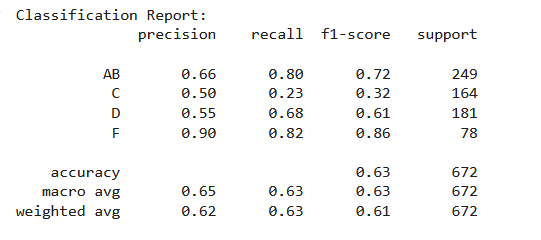 Classification Report:
precision recall f1-score support
AB 0.66 0.80 0.72 249
C 0.50 0.23 0.32 164
D 0.55 0.68 0.61 181
F 0.90 0.82 0.86 78
accuracy 0.63 672
macro avg 0.65 0.63 0.63 672
weighted avg 0.62 0.63 0.61 672